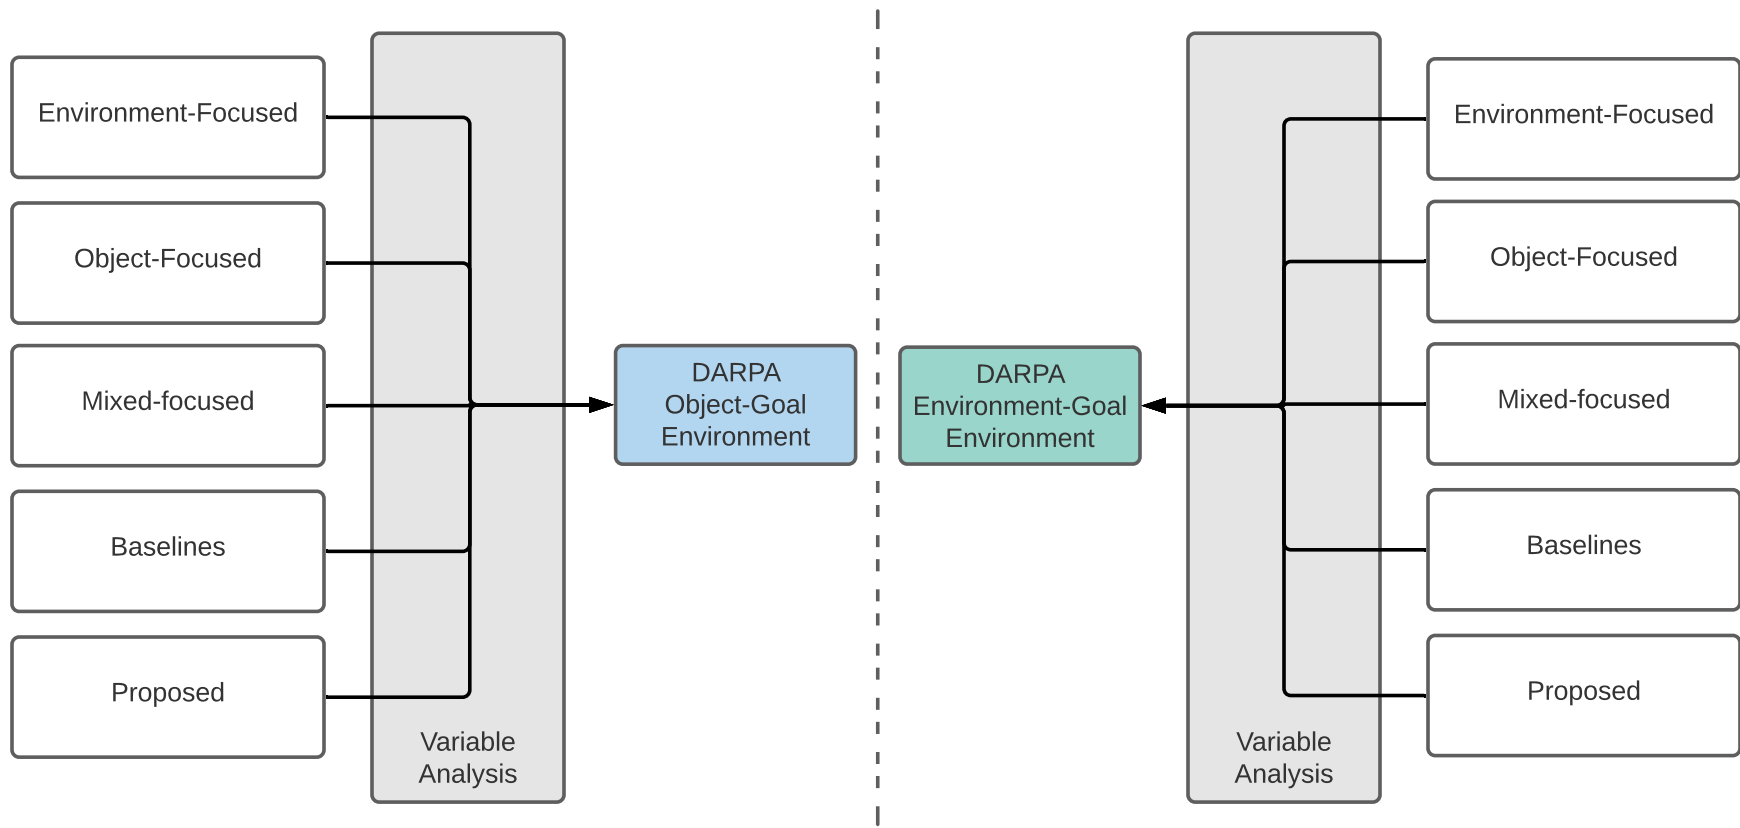 Environment-Focused
Object-Focused
Mixed-focused
Baselines
Proposed
Variable
Analysis
DARPA
Object-Goal
Environment
DARPA
Environment-Goal
Environment
Variable
Analysis
Environment-Focused
Object-Focused
Mixed-focused
Baselines
Proposed